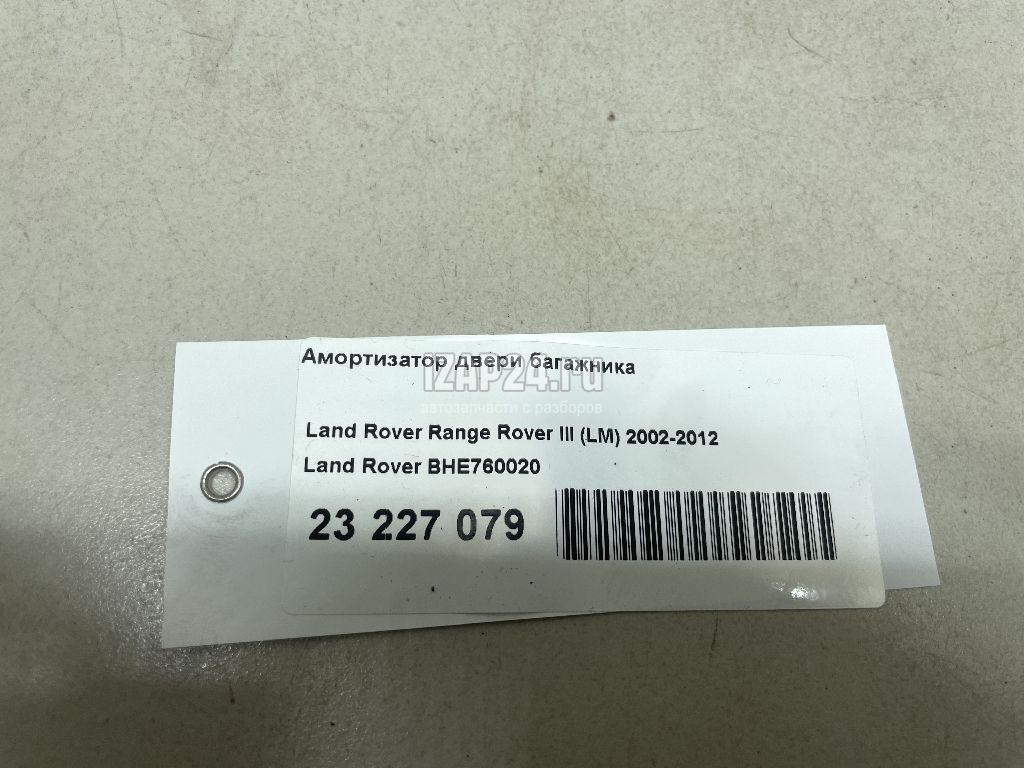 Амортизатор двери багажника
IZAP24.ru
автозапчасти с разборов
Land Rover Range Rover III (LM) 2002-2012
Land Rover BHE760020
23 227 079